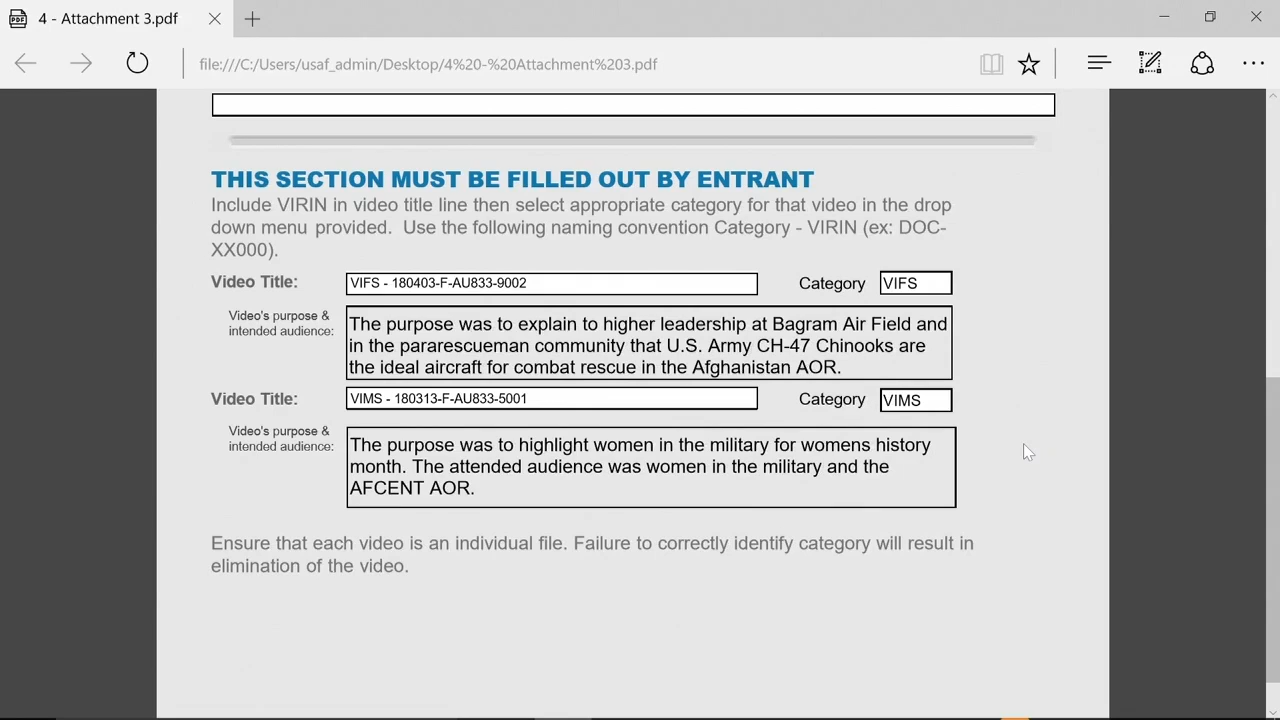 4 - Attachment 3.pdf
file:///C:/Users/usaf_admin/Desktop/4%20-%20Attachment%203.pdf
THIS SECTION MUST BE FILLED OUT BY ENTRANT
Include VIRIN in video title line then select appropriate category for that video in the drop
down menu provided. Use the following naming convention Category - VIRIN (ex: DOC-
XX000).
Video Title: VIFS - 180403-F-AU833-9002 Category VIFS
Video's purpose &
intended audience:
The purpose was to explain to higher leadership at Bagram Air Field and
in the pararescueman community that U.S. Army CH-47 Chinooks are
the ideal aircraft for combat rescue in the Afghanistan AOR.
Video Title: VIMS - 180313-F-AU833-5001 Category VIMS
Video's purpose &
intended audience:
The purpose was to highlight women in the military for womens history
month. The attended audience was women in the military and the
AFCENT AOR.
Ensure that each video is an individual file. Failure to correctly identify category will result in
elimination of the video.